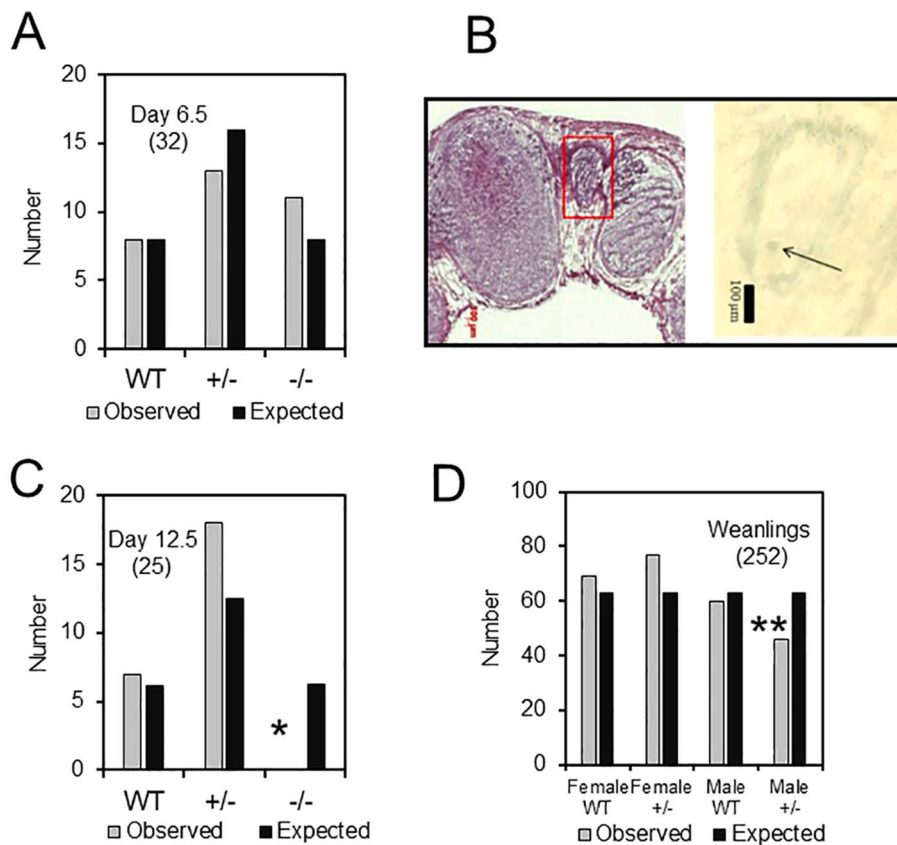 A
20
15
10
5
0
Number
Day 6.5
(32)
WT +/- -/-
Observed Expected
B
100 µm
100 µm
C
20
15
10
5
0
Number
Day 12.5
(25)
*
WT +/- -/-
Observed Expected
D
100
80
60
40
20
0
Number
Weanlings
(252)
**
Female Female Male Male
WT +/- WT +/-
Observed Expected